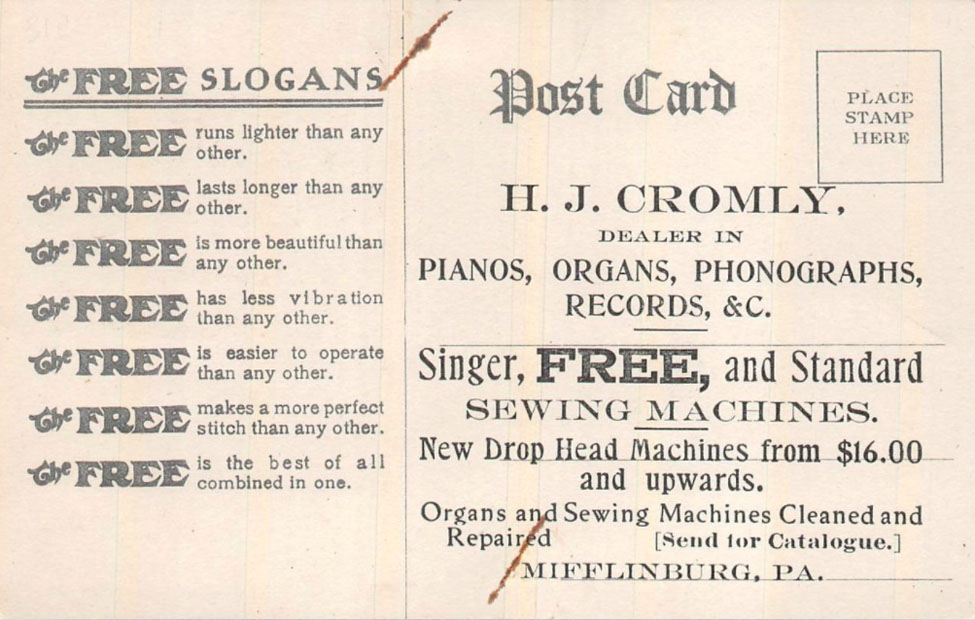 The FREE SLOGANS
The FREE runs lighter than any
other.
The FREE lasts longer than any
other.
The FREE is more beautiful than
any other.
The FREE has less vibration
than any other.
The FREE is easier to operate
than any other.
The FREE makes a more perfect
stitch than any other.
The FREE is the best of all
combined in one.
Post Card
PLACE
STAMP
HERE
H. J. CROMLY,
DEALER IN
PIANOS, ORGANS, PHONOGRAPHS,
RECORDS, &C.
Singer, FREE, and Standard
SEWING MACHINES.
New Drop Head Machines from $16.00
and upwards.
Organs and Sewing Machines Cleaned and
Repaired [Send for Catalogue.]
MIFFLINBURG, PA.